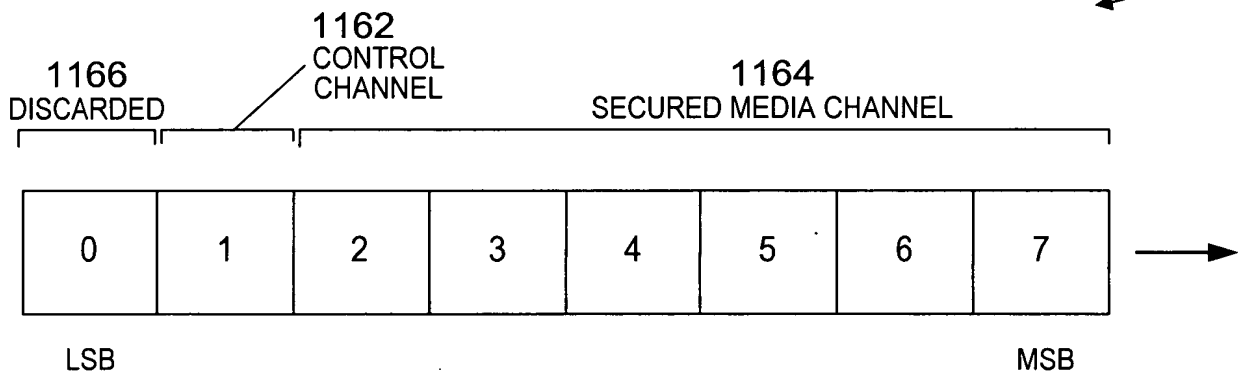 1162
CONTROL
CHANNEL
1166
DISCARDED
1164
SECURED MEDIA CHANNEL
0 1 2 3 4 5 6 7
LSB MSB